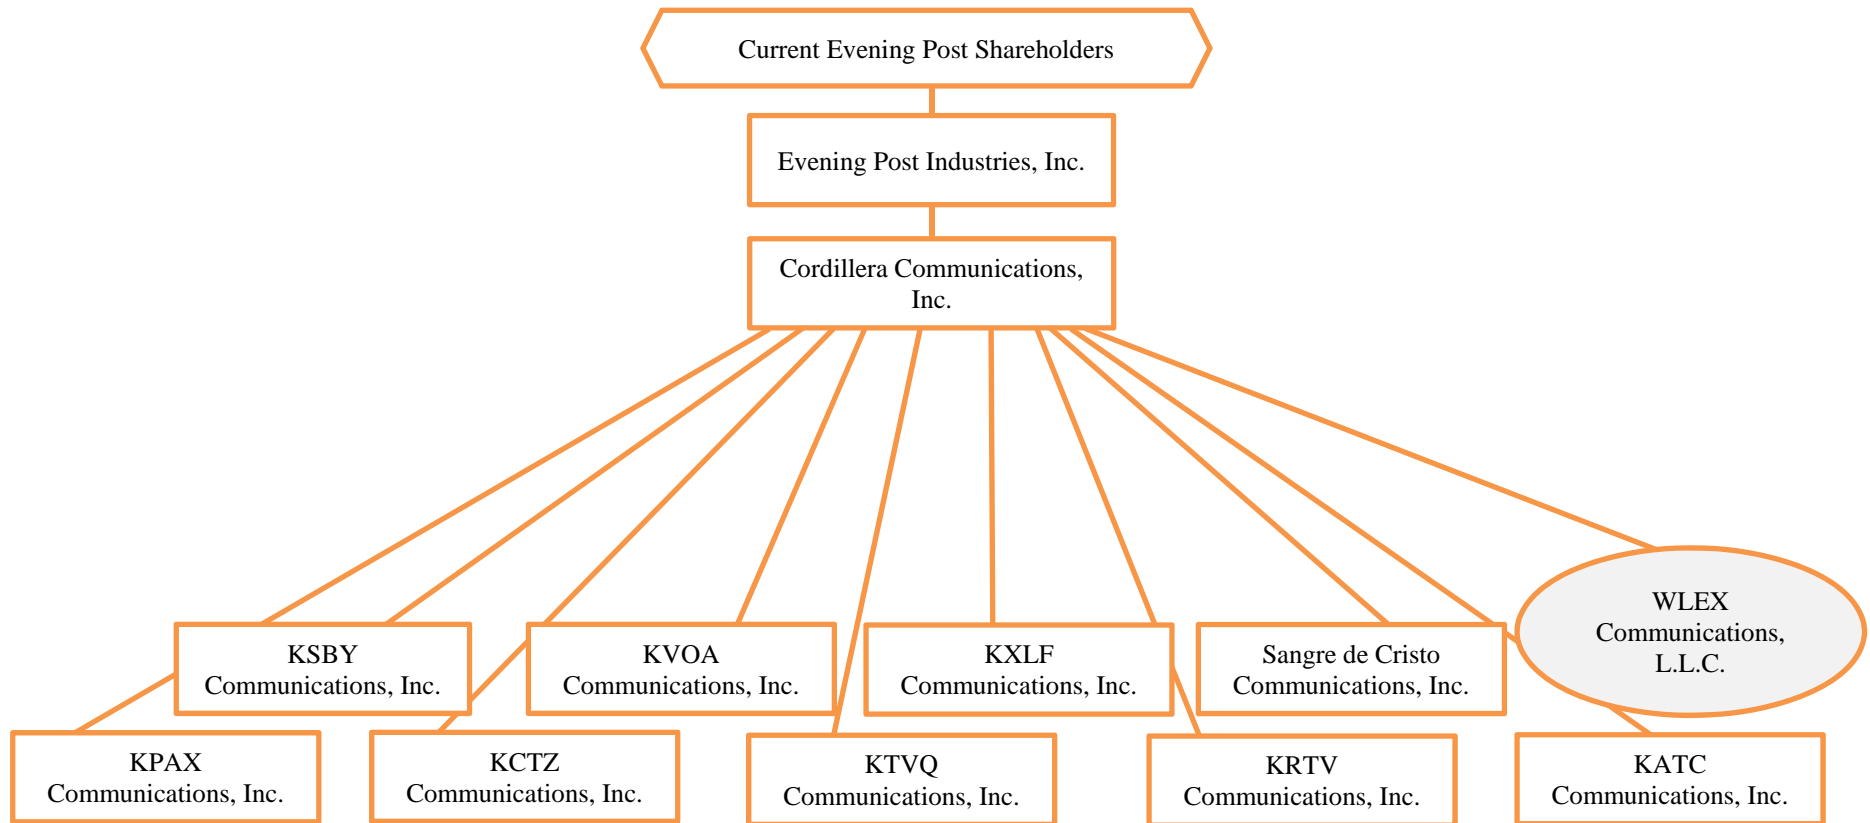 Current Evening Post Shareholders
Evening Post Industries, Inc.
Cordillera Communications,
Inc.
KSBY
Communications, Inc.
KVOA
Communications, Inc.
KXLF
Communications, Inc.
Sangre de Cristo
Communications, Inc.
WLEX
Communications,
L.L.C.
KPAX
Communications, Inc.
KCTZ
Communications, Inc.
KTVQ
Communications, Inc.
KRTV
Communications, Inc.
KATC
Communications, Inc.